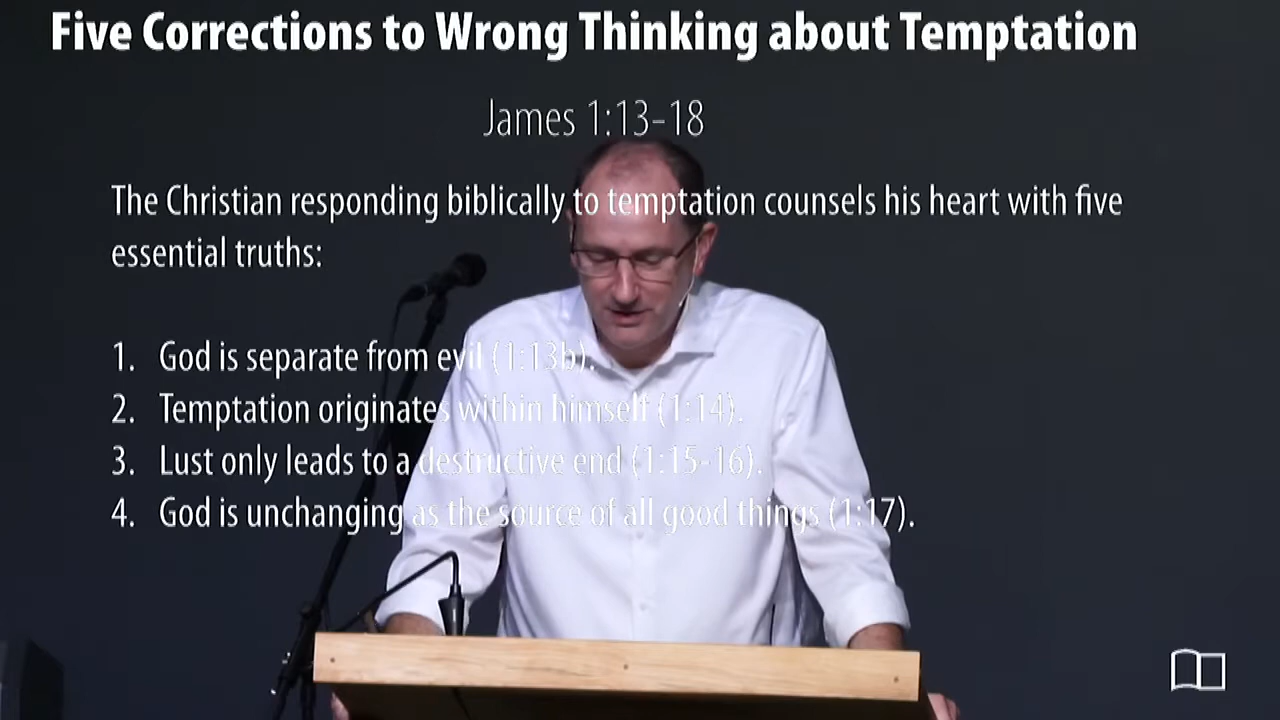 Five Corrections to Wrong Thinking about Temptation
James 1:13-18
The Christian responding biblically to temptation counsels his heart with five
essential truths:
1. God is separate from evil (1:13b).
2. Temptation originates within himself (1:14).
3. Lust only leads to a destructive end (1:15-16).
4. God is unchanging as the source of all good things (1:17).